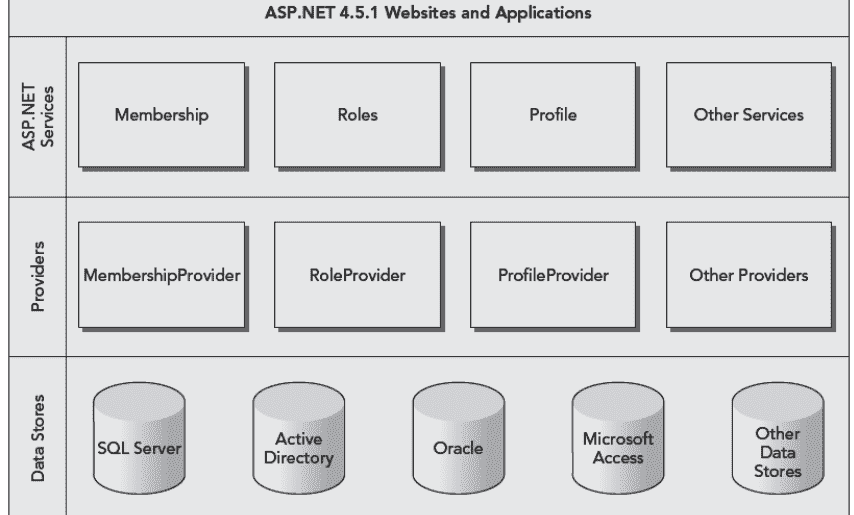 ASP.NET 4.5.1 Websites and Applications
ASP.NET
Services
Membership
Roles
Profile
Other Services
Providers
MembershipProvider
RoleProvider
ProfileProvider
Other Providers
Data Stores
SQL Server
Active
Directory
Oracle
Microsoft
Access
Other
Data
Stores